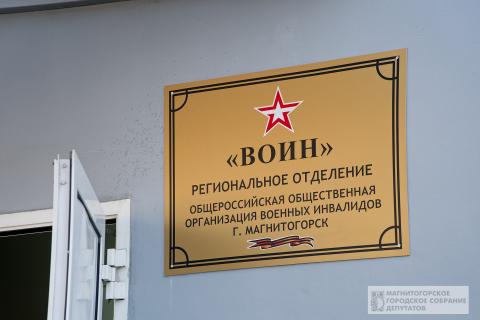 «ВОИН»
РЕГИОНАЛЬНОЕ ОТДЕЛЕНИЕ
ОБЩЕРОССИЙСКАЯ ОБЩЕСТВЕННАЯ
ОРГАНИЗАЦИЯ ВОЕННЫХ ИНВАЛИДОВ
Г. МАГНИТОГОРСК
МАГНИТОГОРСКОЕ
ГОРОДСКОЕ СОБРАНИЕ
ДЕПУТАТОВ